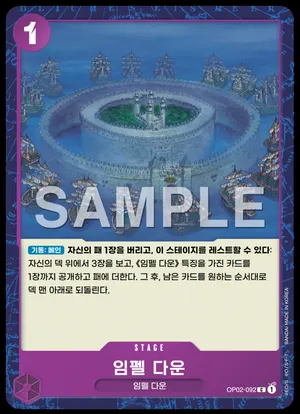 1
SAMPLE
기동: 메인 자신의 패 1장을 버리고, 이 스테이지를 레스트할 수 있다:
자신의 덱 위에서 3장을 보고, 《임펠 다운》 특징을 가진 카드를
1장까지 공개하고 패에 더한다. 그 후, 남은 카드를 원하는 순서대로
덱 맨 아래로 되돌린다.
STAGE
임펠 다운
임펠 다운
OP02-092 C 1
BANDAI MADE IN KOREA